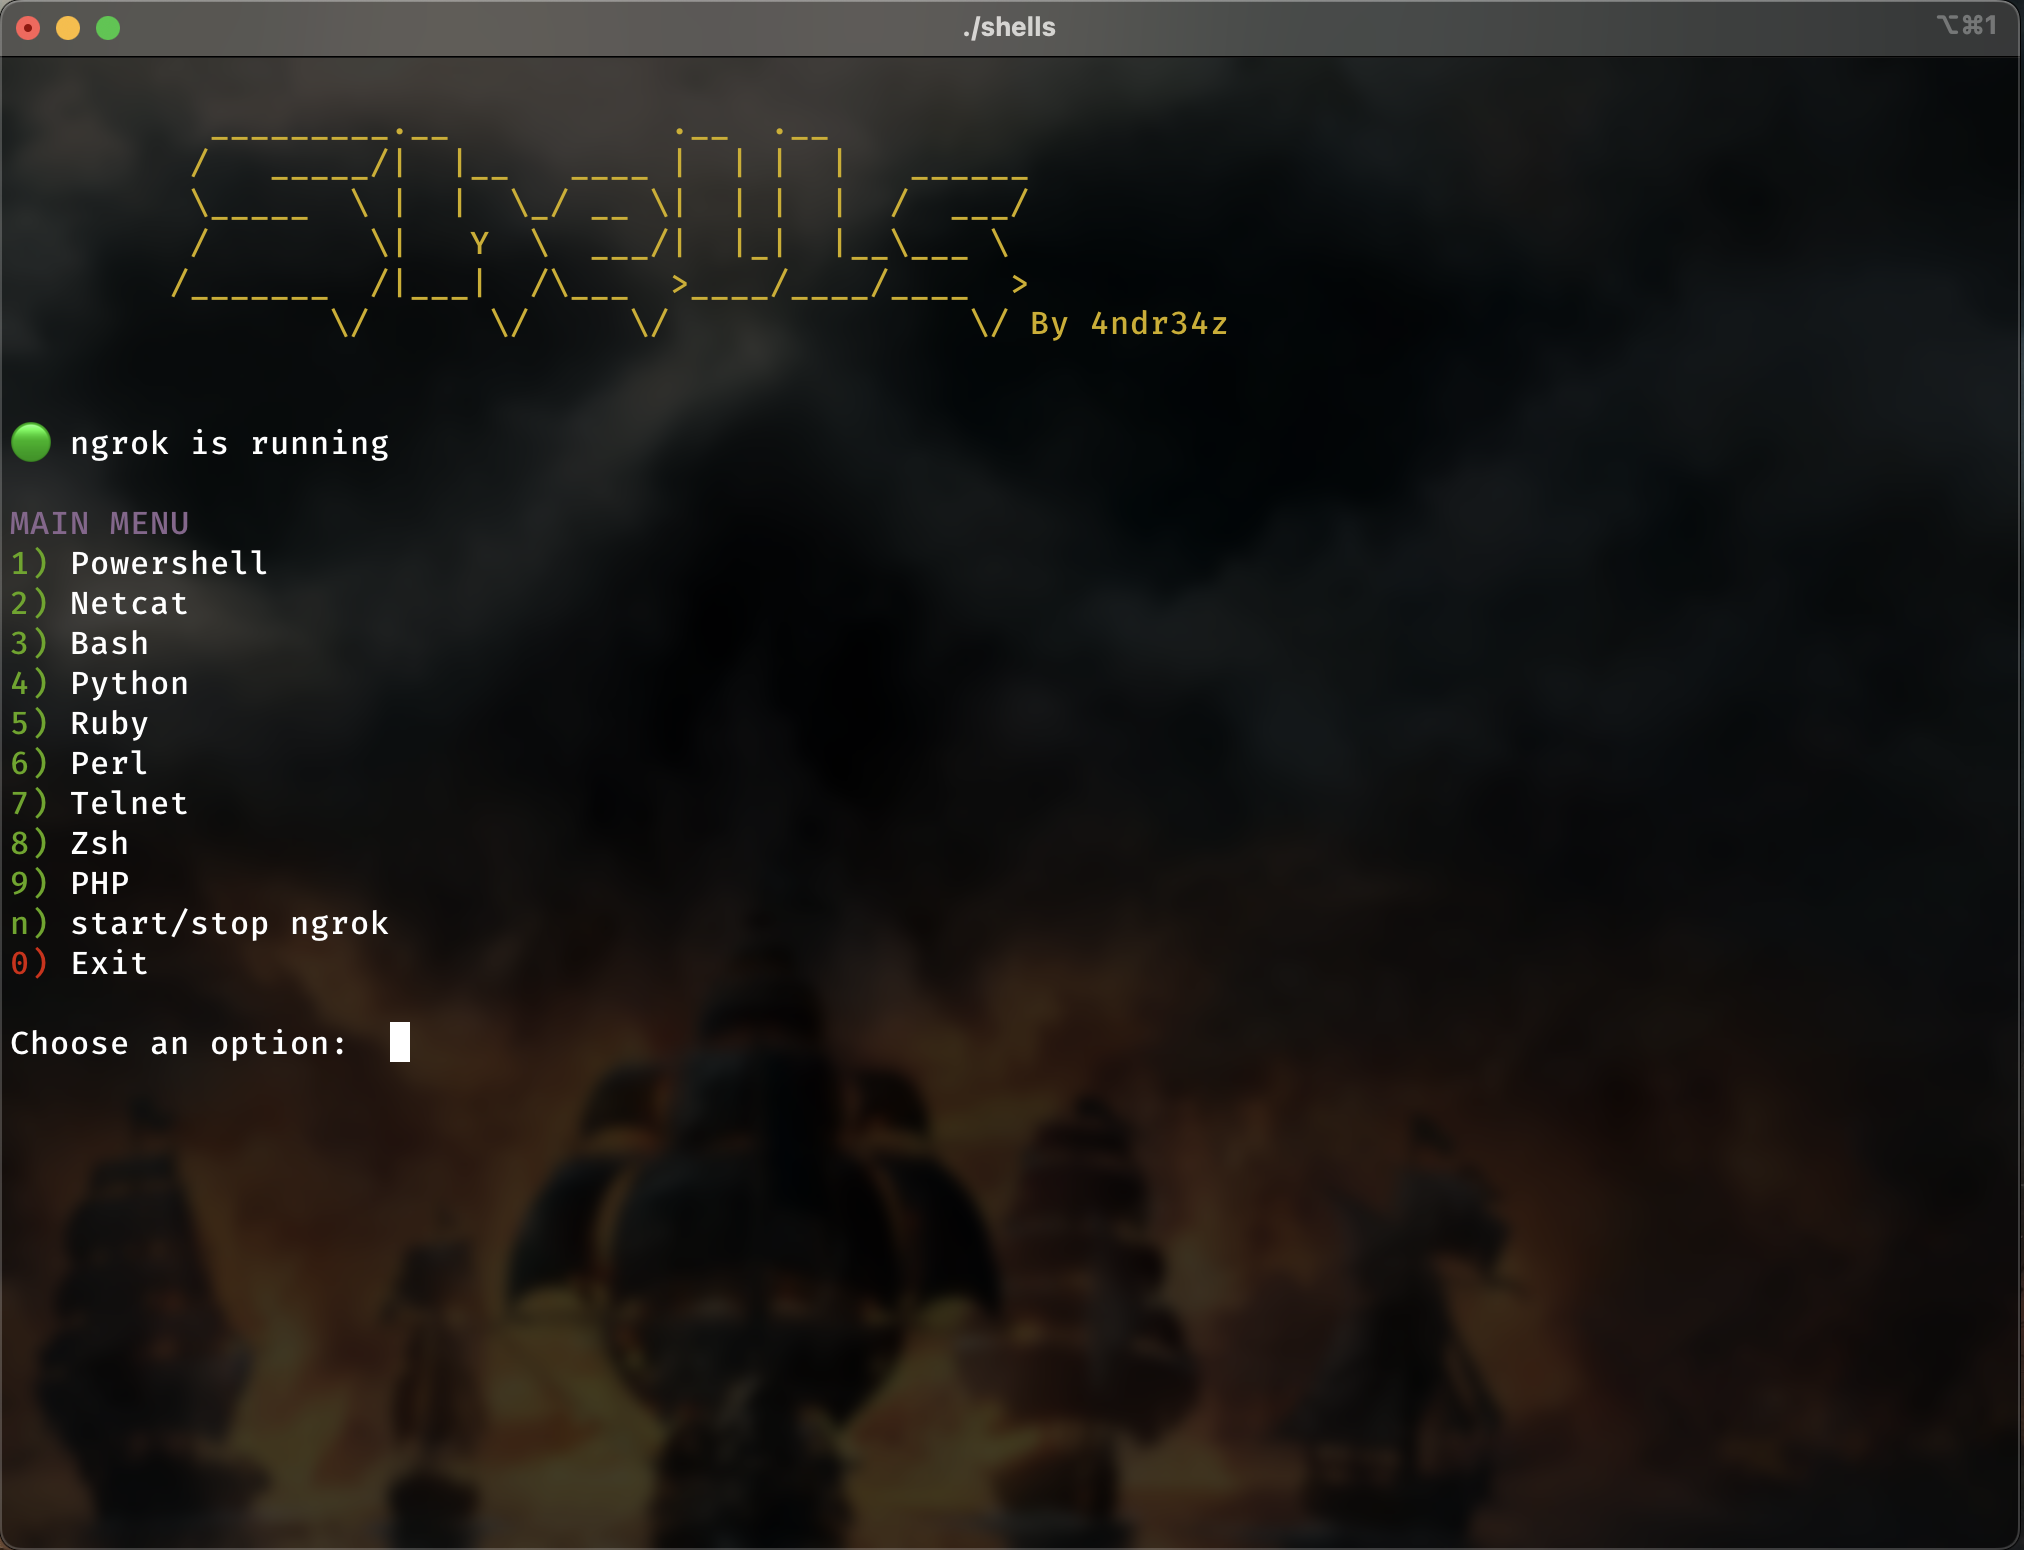 ./shells
⌥⌘1
Shells
By 4ndr34z
ngrok is running
MAIN MENU
1) Powershell
2) Netcat
3) Bash
4) Python
5) Ruby
6) Perl
7) Telnet
8) Zsh
9) PHP
n) start/stop ngrok
0) Exit
Choose an option: